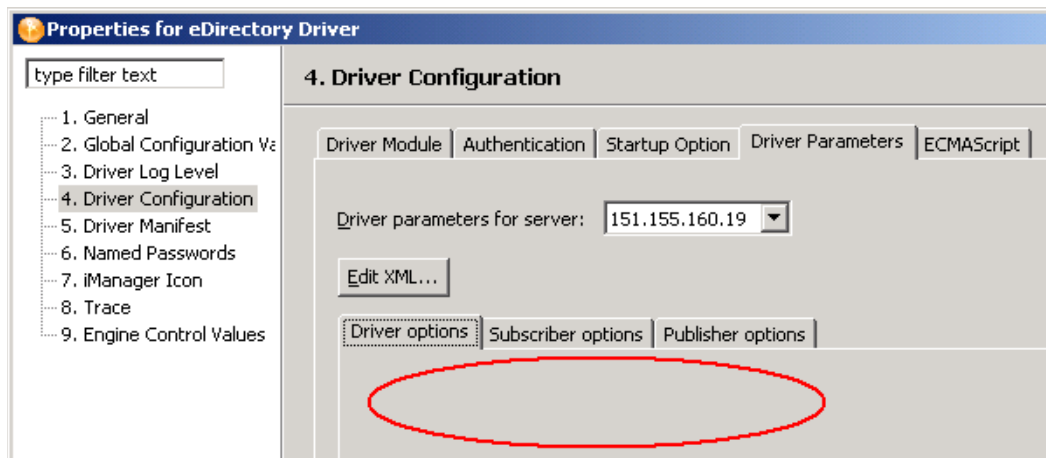 Properties for eDirectory Driver
type filter text
4. Driver Configuration
1. General
2. Global Configuration Va
3. Driver Log Level
4. Driver Configuration
5. Driver Manifest
6. Named Passwords
7. iManager Icon
8. Trace
9. Engine Control Values
Driver Module Authentication Startup Option Driver Parameters ECMAScript
Driver parameters for server: 151.155.160.19
Edit XML...
Driver options Subscriber options Publisher options